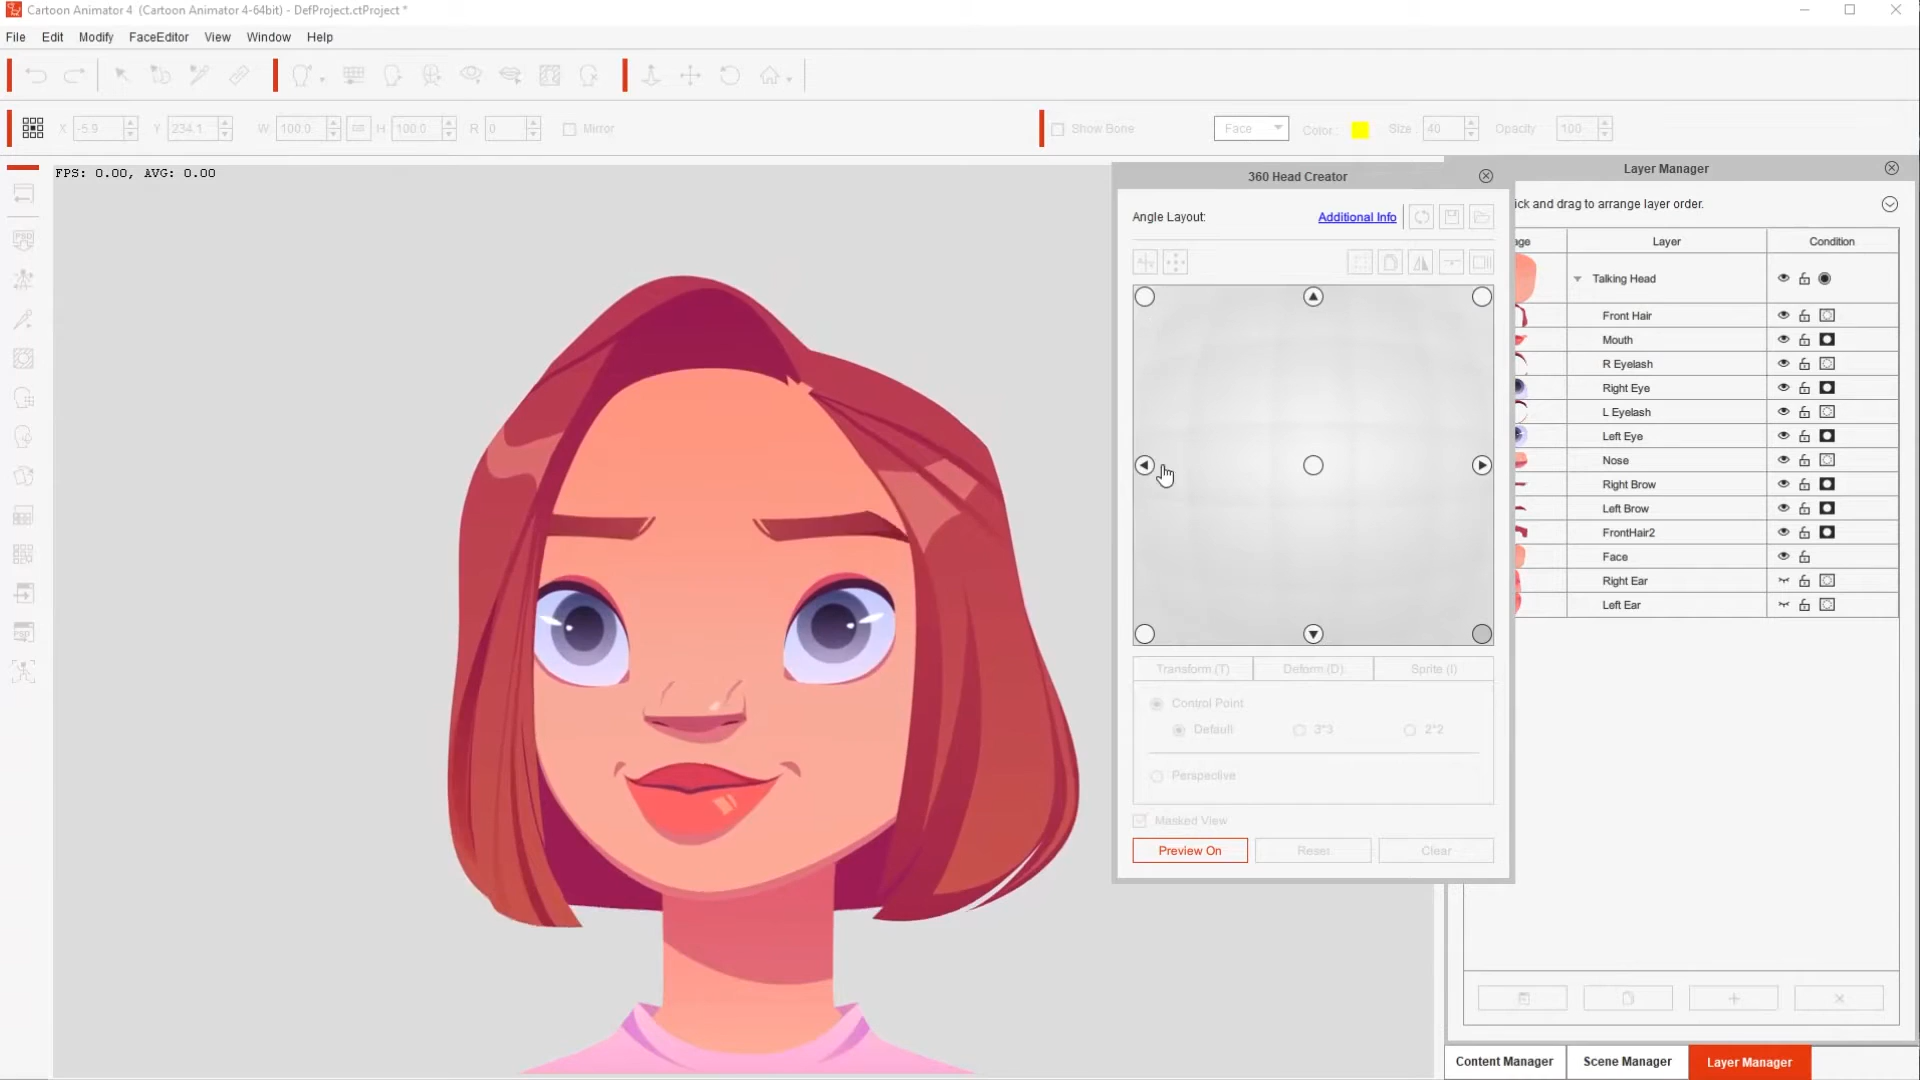 Cartoon Animator 4  (Cartoon Animator 4-64bit) - DefProject.ctProject *
File Edit Modify FaceEditor View Window Help
X -5.9 Y 234.1 W 100.0 H 100.0 R 0 Mirror Show Bone Face Color : Size : 40 Opacity : 100
FPS: 0.00, AVG: 0.00
360 Head Creator
Angle Layout: Additional Info
Transform (T) Deform (D) Sprite (I)
Control Point
Default 3*3 2*2
Perspective
Masked View
Preview On Reset Clear
Layer Manager
ick and drag to arrange layer order.
age Layer Condition
Talking Head
Front Hair
Mouth
R Eyelash
Right Eye
L Eyelash
Left Eye
Nose
Right Brow
Left Brow
FrontHair2
Face
Right Ear
Left Ear
Content Manager Scene Manager Layer Manager